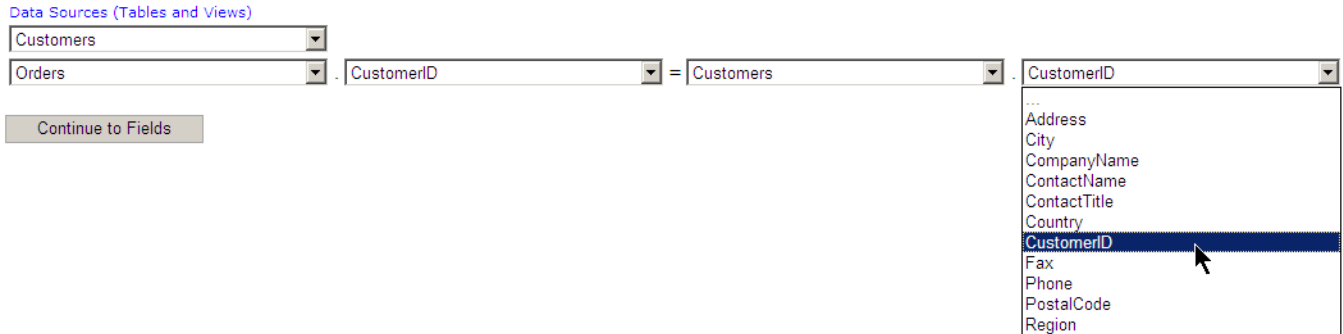 Data Sources (Tables and Views)
Customers
Orders . CustomerID = Customers . CustomerID
...
Address
City
CompanyName
ContactName
ContactTitle
Country
CustomerID
Fax
Phone
PostalCode
Region
Continue to Fields